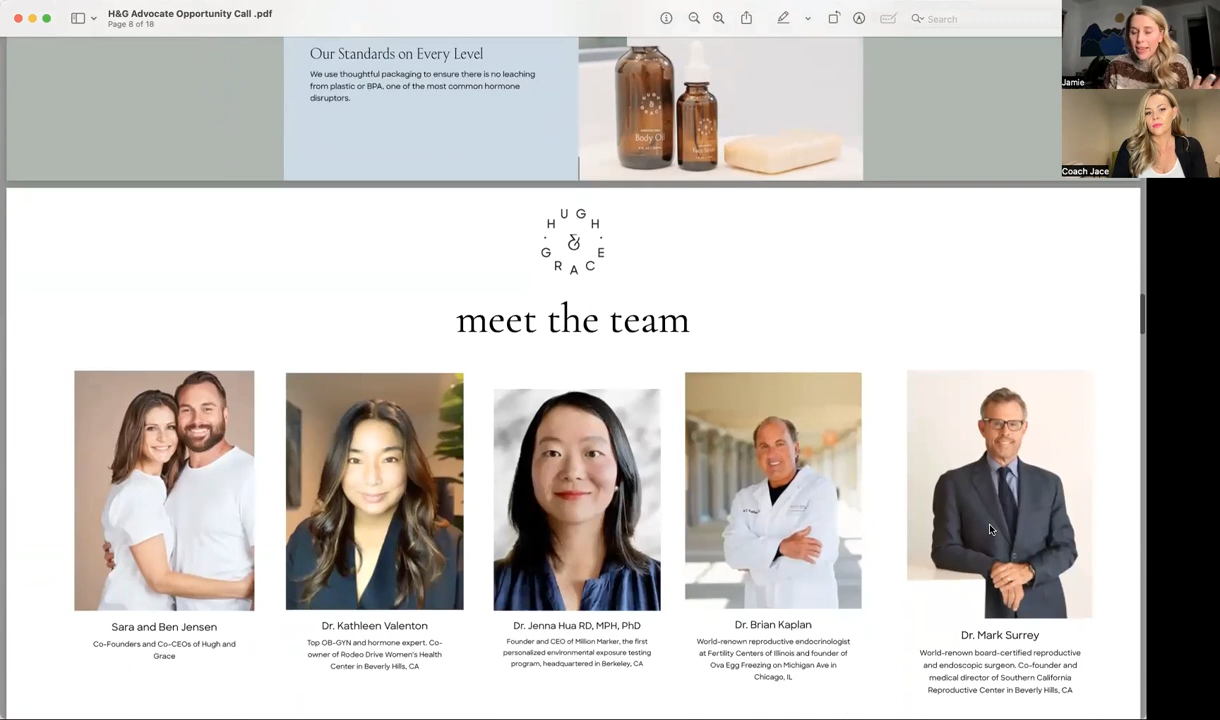 H&G Advocate Opportunity Call .pdf
Page 8 of 18
Search
Jamie
Coach Jace
Our Standards on Every Level
We use thoughtful packaging to ensure there is no leaching
from plastic or BPA, one of the most common hormone
disruptors.
HUGH
&
GRACE
Body Oil
HUGH
&
GRACE
meet the team
Sara and Ben Jensen
Co-Founders and Co-CEOs of Hugh and
Grace
Dr. Kathleen Valenton
Top OB-GYN and hormone expert. Co-
owner of Rodeo Drive Women's Health
Center in Beverly Hills, CA
Dr. Jenna Hua RD, MPH, PhD
Founder and CEO of Million Marker, the first
personalized environmental exposure testing
program, headquartered in Berkeley, CA
Dr. Brian Kaplan
World-renown reproductive endocrinologist
at Fertility Centers of Illinois and founder of
Ova Egg Freezing on Michigan Ave in
Chicago, IL
Dr. Mark Surrey
World-renown board-certified reproductive
and endoscopic surgeon. Co-founder and
medical director of Southern California
Reproductive Center in Beverly Hills, CA